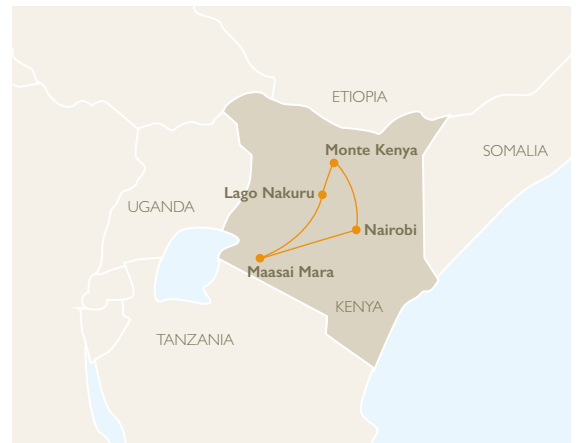 ETIOPIA
Monte Kenya
SOMALIA
Lago Nakuru
UGANDA
Nairobi
Maasai Mara
KENYA
TANZANIA